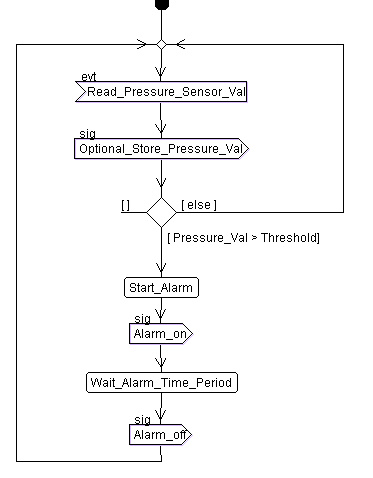 evt
Read_Pressure_Sensor_Val
sig
Optional_Store_Pressure_Val
[ ]
[ else ]
[ Pressure_Val > Threshold]
Start_Alarm
sig
Alarm_on
Wait_Alarm_Time_Period
sig
Alarm_off